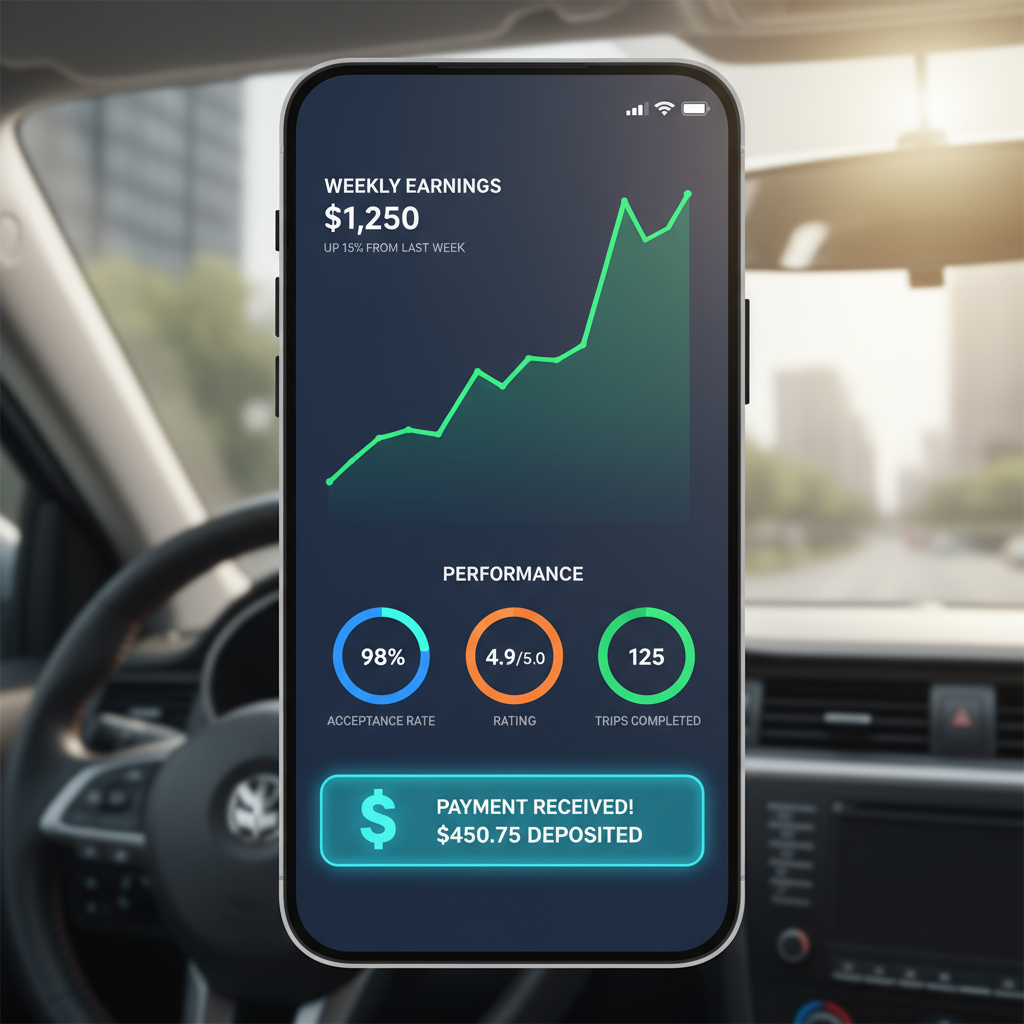 WEEKLY EARNINGS
$1,250
UP 15% FROM LAST WEEK
PERFORMANCE
98%
4.9/5.0
125
ACCEPTANCE RATE
RATING
TRIPS COMPLETED
$
PAYMENT RECEIVED!
$450.75 DEPOSITED